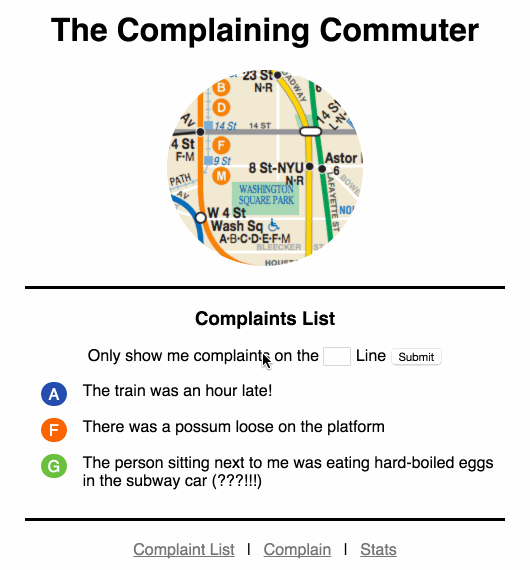 The Complaining Commuter
23 St
N·R
B
D
14 St
14 ST
F
4 St
F·M
9 St
M
8 St-NYU
N·R
Astor
6
PATH
WASHINGTON
SQUARE PARK
LAFAYETTE ST
W 4 St
Wash Sq
A·B·C·D·E·F·M
BLEECKER ST
Complaints List
Only show me complaints on the Line Submit
A The train was an hour late!
F There was a possum loose on the platform
G The person sitting next to me was eating hard-boiled eggs
in the subway car (???!!!)
Complaint List | Complain | Stats